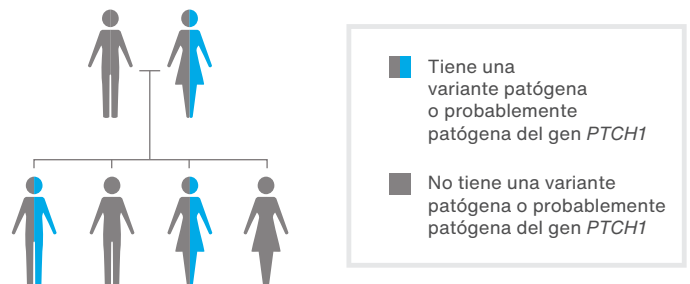 Tiene una
variante patógena
o probablemente
patógena del gen PTCH1
No tiene una variante
patógena o probablemente
patógena del gen PTCH1